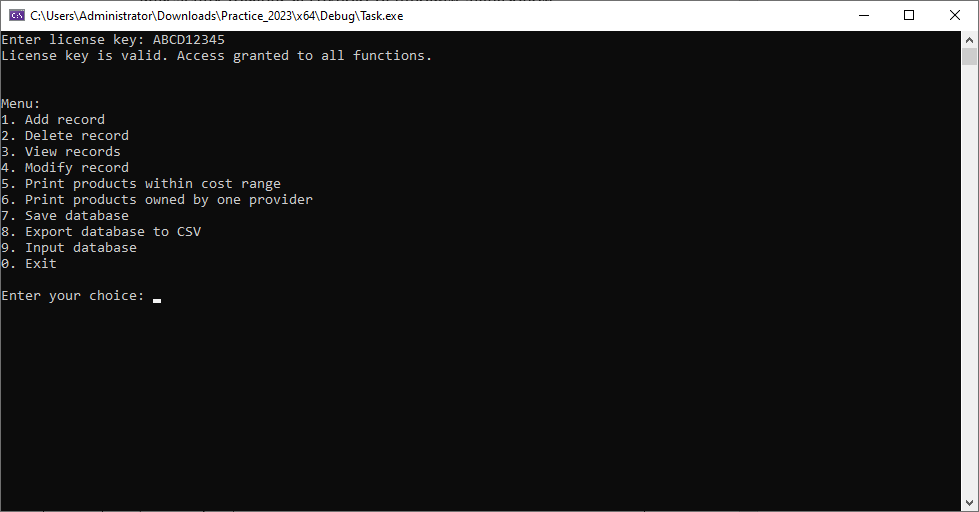 C:\Users\Administrator\Downloads\Practice_2023\x64\Debug\Task.exe
Enter license key: ABCD12345
License key is valid. Access granted to all functions.
Menu:
1. Add record
2. Delete record
3. View records
4. Modify record
5. Print products within cost range
6. Print products owned by one provider
7. Save database
8. Export database to CSV
9. Input database
0. Exit
Enter your choice: